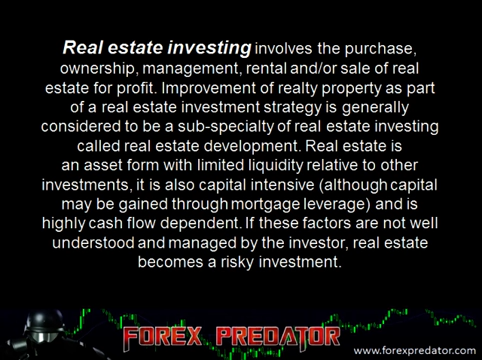 Real estate investing involves the purchase,
ownership, management, rental and/or sale of real
estate for profit. Improvement of realty property as part
of a real estate investment strategy is generally
considered to be a sub-specialty of real estate investing
called real estate development. Real estate is
an asset form with limited liquidity relative to other
investments, it is also capital intensive (although capital
may be gained through mortgage leverage) and is
highly cash flow dependent. If these factors are not well
understood and managed by the investor, real estate
becomes a risky investment.
FOREX PREDATOR
www.forexpredator.com